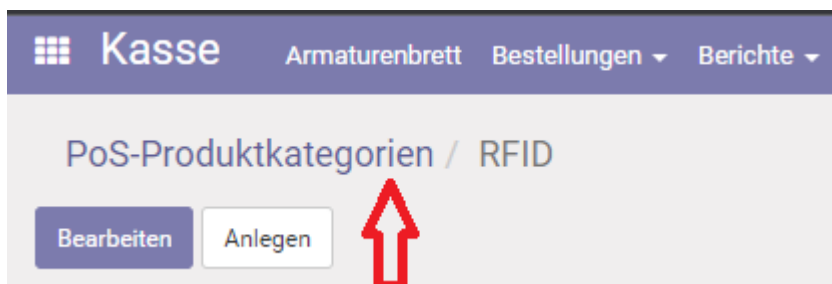 Kasse Armaturenbrett Bestellungen Berichte
PoS-Produktkategorien / RFID
Bearbeiten Anlegen